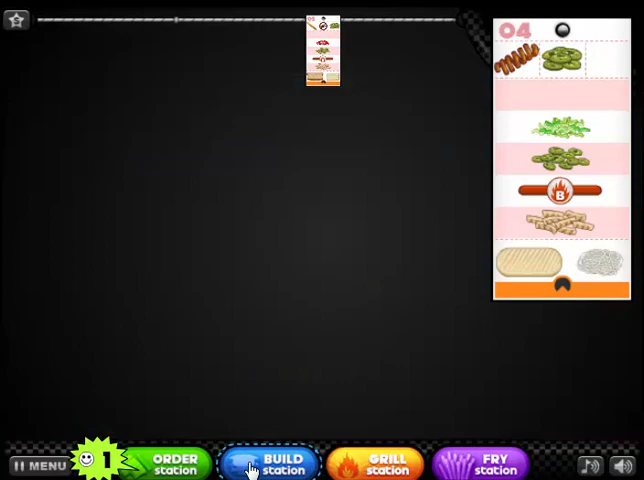 04
B
MENU
1
ORDER
station
BUILD
station
GRILL
station
FRY
station